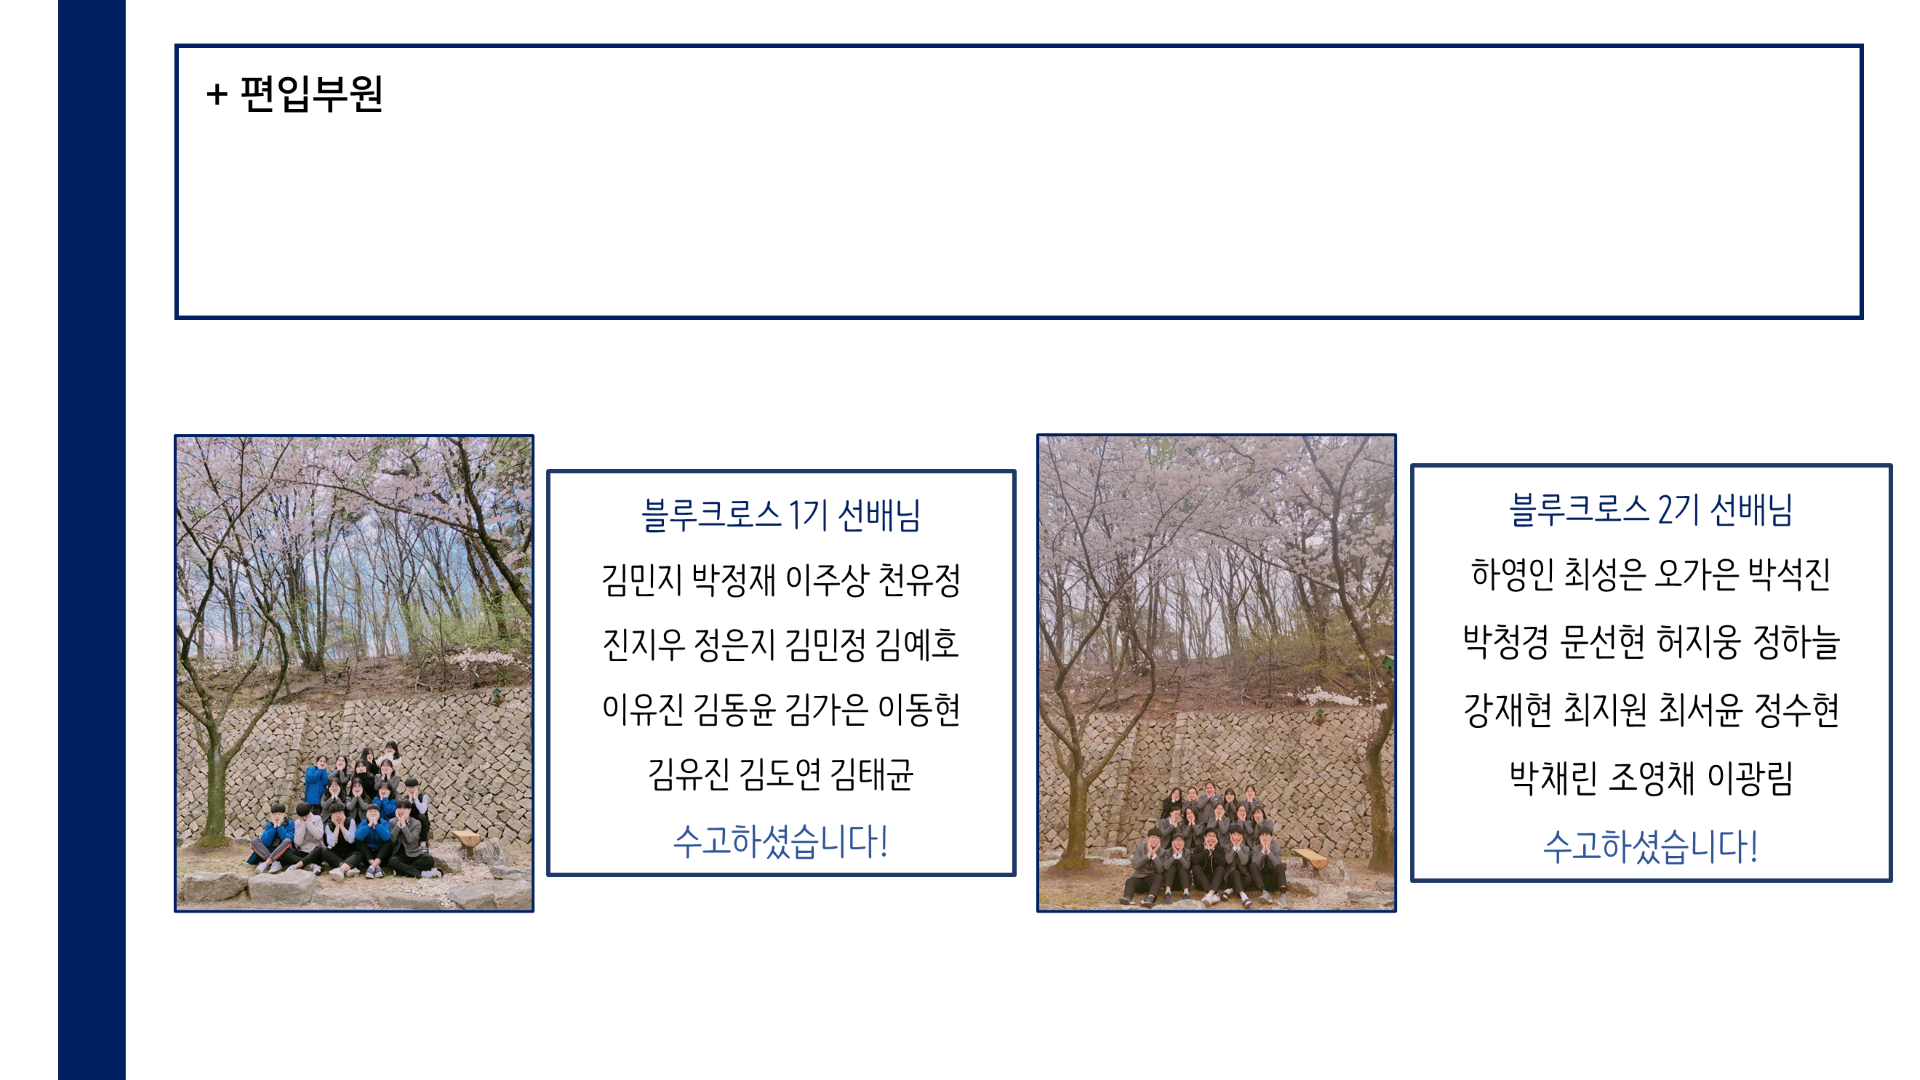 + 편입부원
블루크로스 1기 선배님
김민지 박정재 이주상 천유정
진지우 정은지 김민정 김예호
이유진 김동윤 김가은 이동현
김유진 김도연 김태균
수고하셨습니다!
블루크로스 2기 선배님
하영인 최성은 오가은 박석진
박청경 문선현 허지웅 정하늘
강재현 최지원 최서윤 정수현
박채린 조영채 이광림
수고하셨습니다!